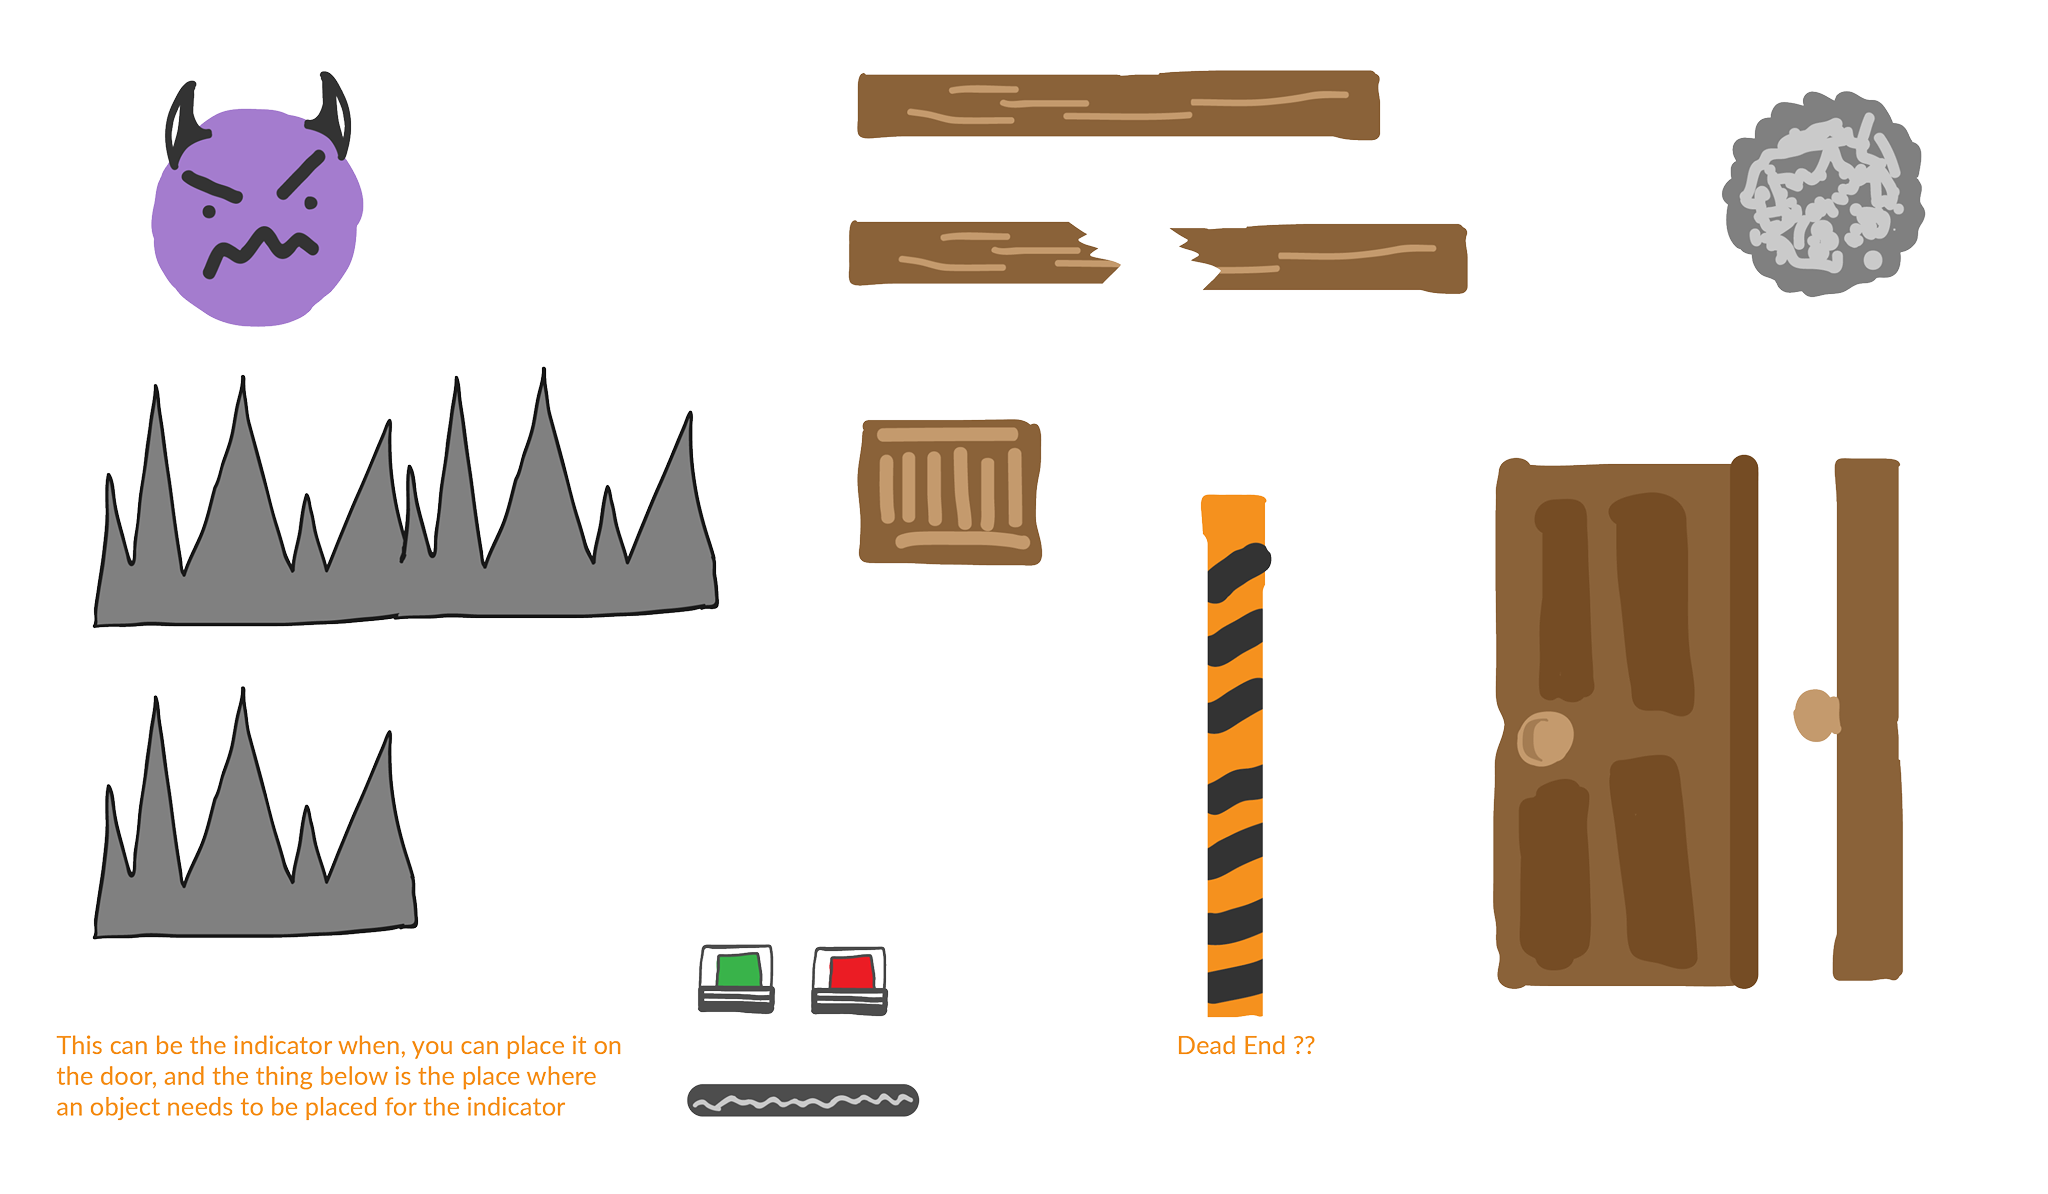 This can be the indicator when, you can place it on
the door, and the thing below is the place where
an object needs to be placed for the indicator
Dead End ??